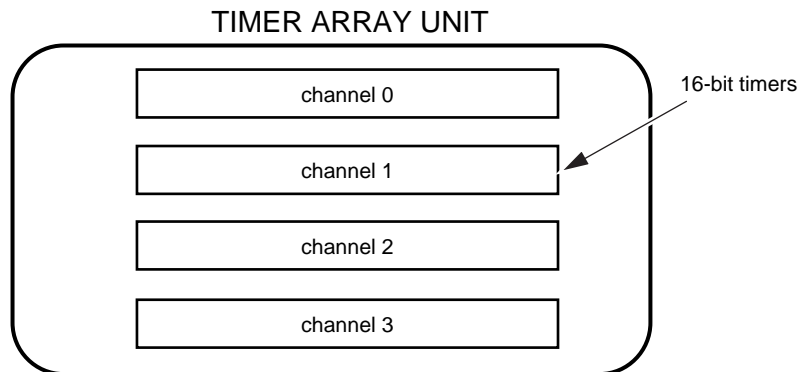 TIMER ARRAY UNIT
channel 0
16-bit timers
channel 1
channel 2
channel 3